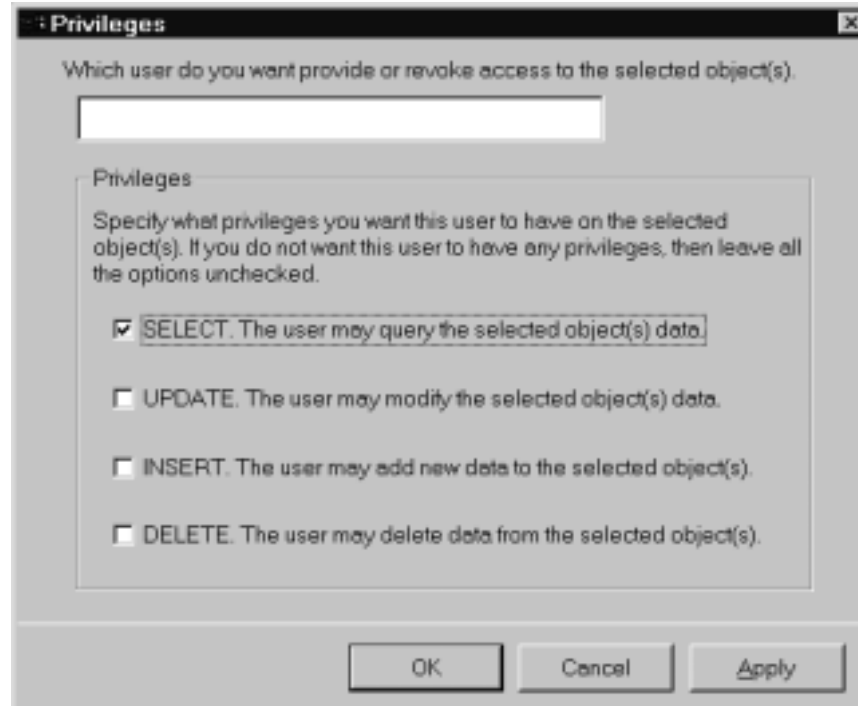 Privileges
Which user do you want provide or revoke access to the selected object(s).
Privileges
Specify what privileges you want this user to have on the selected
object(s). If you do not want this user to have any privileges, then leave all
the options unchecked.
SELECT. The user may query the selected object(s) data.
UPDATE. The user may modify the selected object(s) data.
INSERT. The user may add new data to the selected object(s).
DELETE. The user may delete data from the selected object(s).
OK Cancel Apply